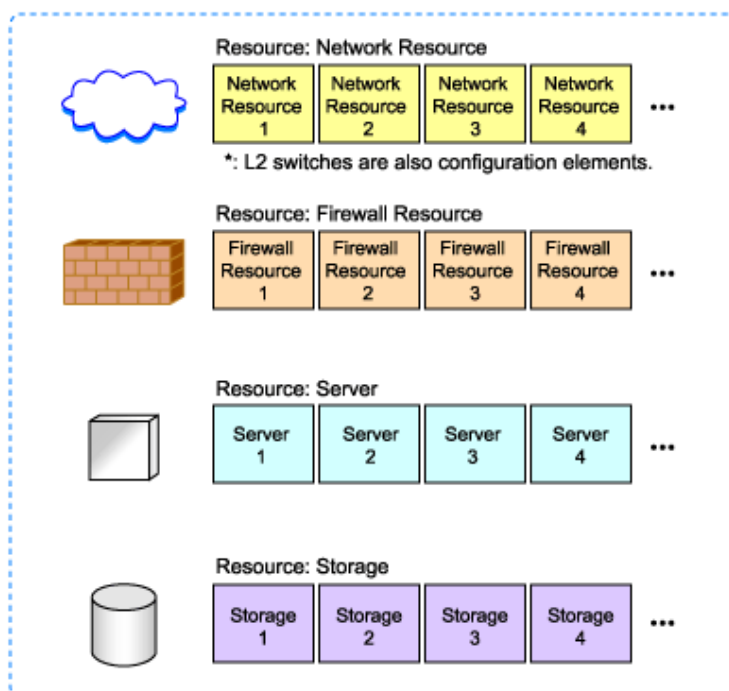 Resource: Network Resource
Network Network Network Network
Resource Resource Resource Resource
1 2 3 4 •••
*: L2 switches are also configuration elements.
Resource: Firewall Resource
Firewall Firewall Firewall Firewall
Resource Resource Resource Resource
1 2 3 4 •••
Resource: Server
Server Server Server Server
1 2 3 4 •••
Resource: Storage
Storage Storage Storage Storage
1 2 3 4 •••